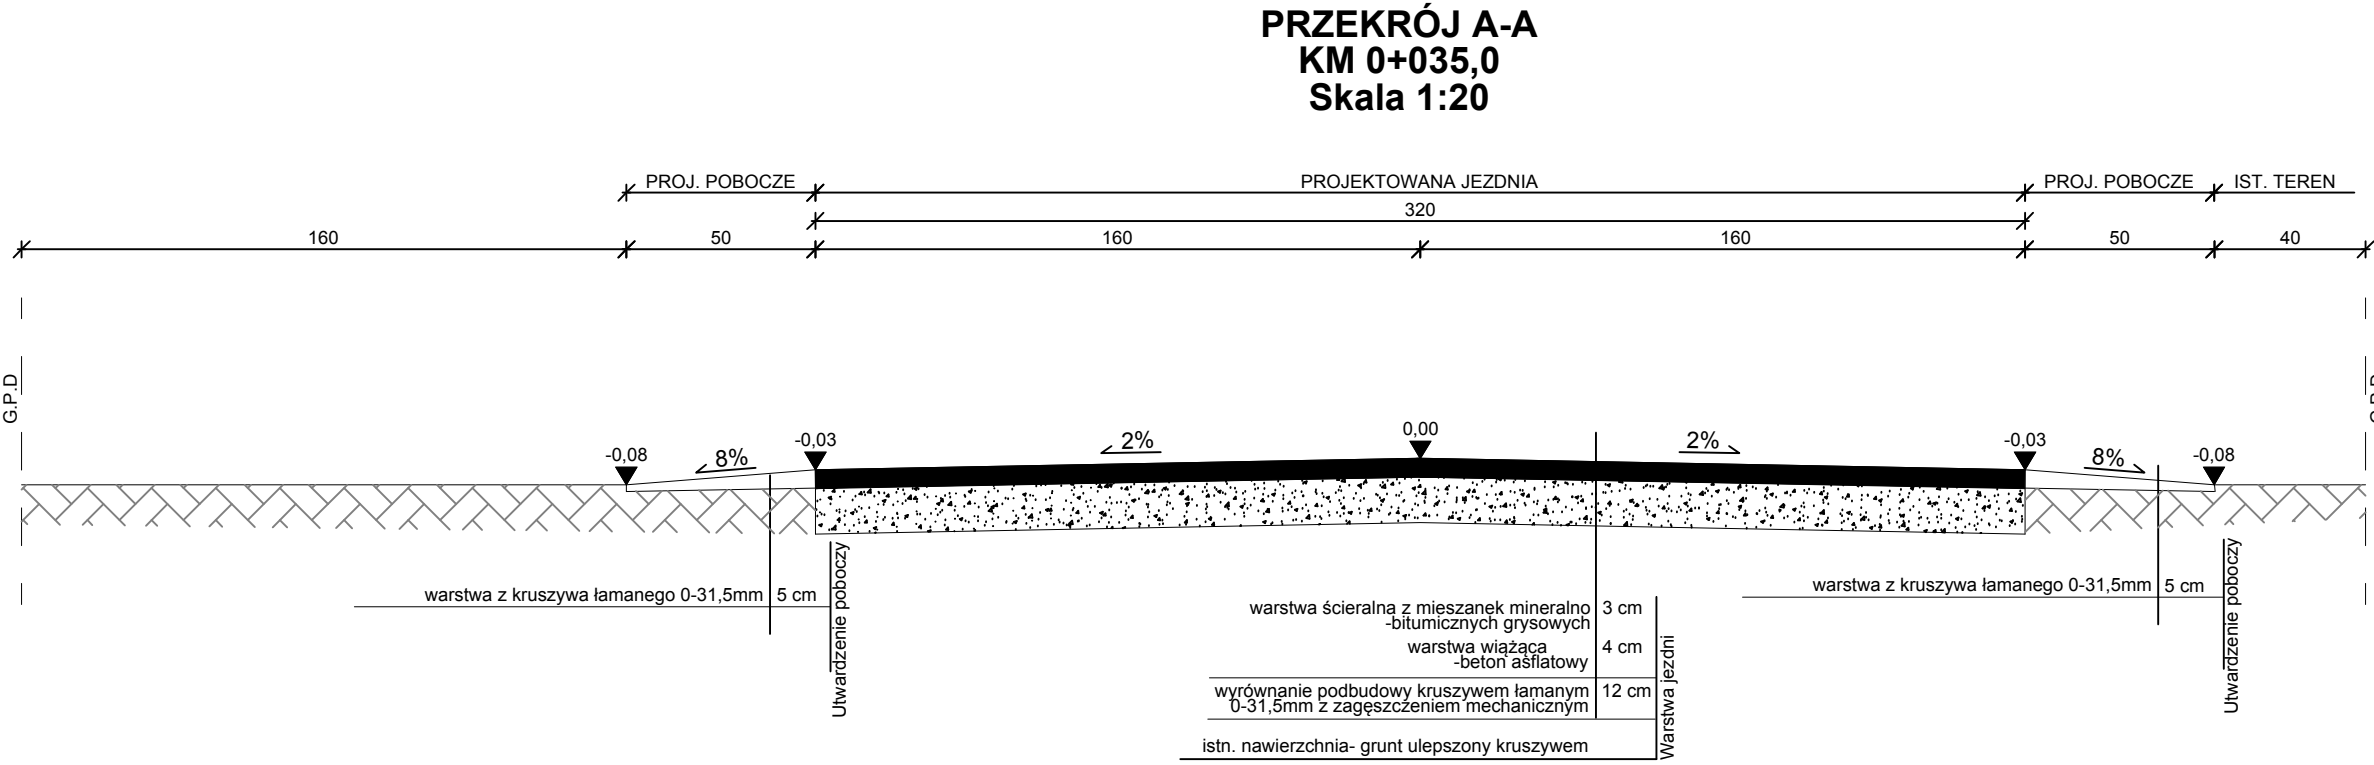 PRZEKRÓJ A-A
KM 0+035,0
Skala 1:20
PROJ. POBOCZE
PROJEKTOWANA JEZDNIA
PROJ. POBOCZE
IST. TEREN
320
160
50
160
160
50
40
G.P.D
-0,08
8%
-0,03
2%
0,00
2%
-0,03
8%
-0,08
warstwa z kruszywa łamanego 0-31,5mm 5 cm
Utwardzenie poboczy
warstwa ścieralna z mieszanek mineralno 3 cm
-bitumicznych grysowych
warstwa wiążąca 4 cm
-beton asflatowy
wyrównanie podbudowy kruszywem łamanym 12 cm
0-31,5mm z zagęszczeniem mechanicznym
istn. nawierzchnia- grunt ulepszony kruszywem
Warstwa jezdni
warstwa z kruszywa łamanego 0-31,5mm 5 cm
Utwardzenie poboczy